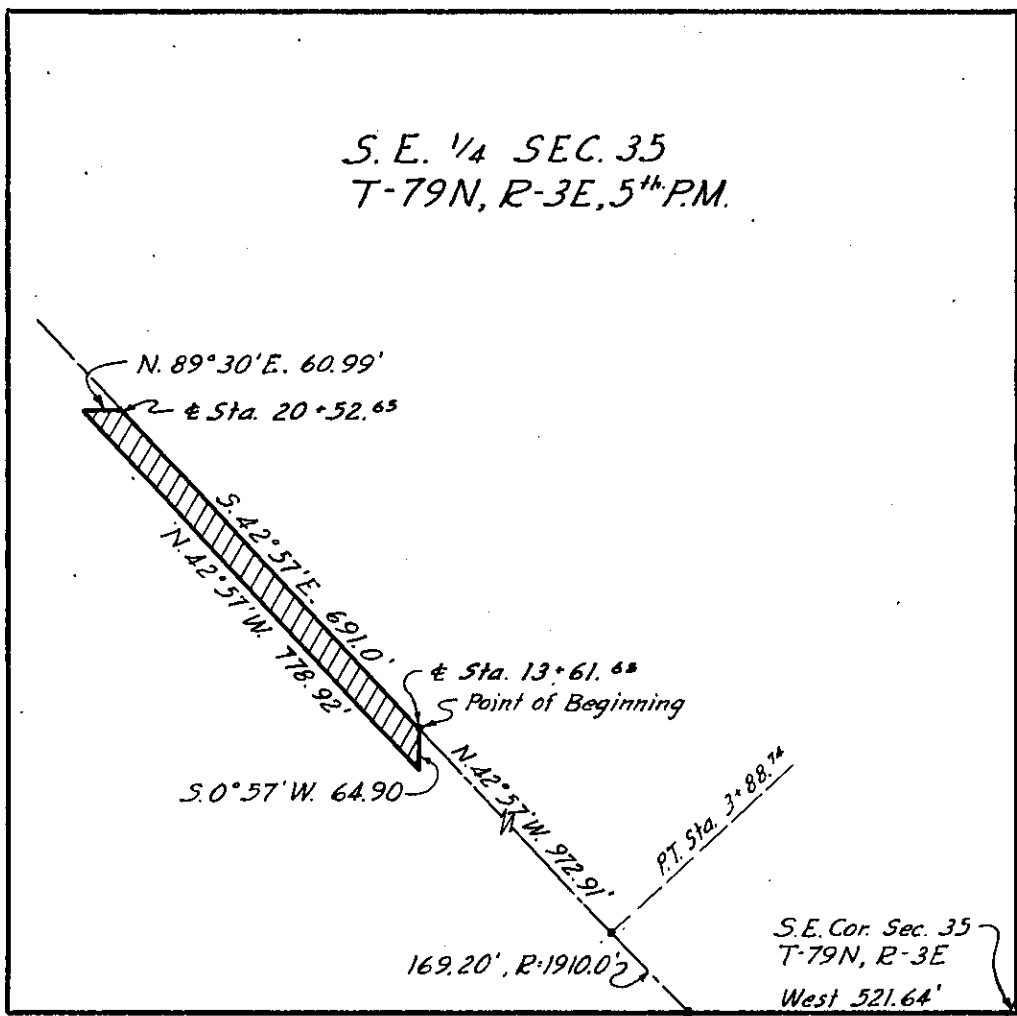 S. E. 1/4 SEC. 35
T-79N, R-3E, 5th P.M.
N. 89°30' E. 60.99'
℄ Sta. 20+52.65
S. 42°57' E. 691.0'
N. 42°57' W. 778.92'
℄ Sta. 13+61.65
Point of Beginning
S. 0°57' W. 64.90
N. 42°57' W. 972.91'
P.T. Sta. 3+88.74
169.20', R=1910.0'
S.E. Cor. Sec. 35
T-79N, R-3E
West 521.64'